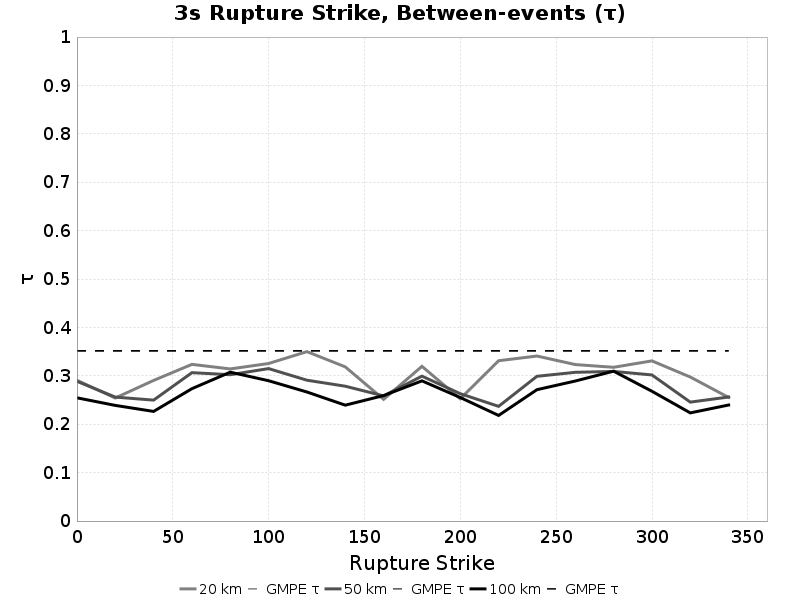 3s Rupture Strike, Between-events (τ)
1
0.9
0.8
0.7
0.6
0.5
0.4
0.3
0.2
0.1
0
τ
0 50 100 150 200 250 300 350
Rupture Strike
20 km GMPE τ 50 km GMPE τ 100 km GMPE τ